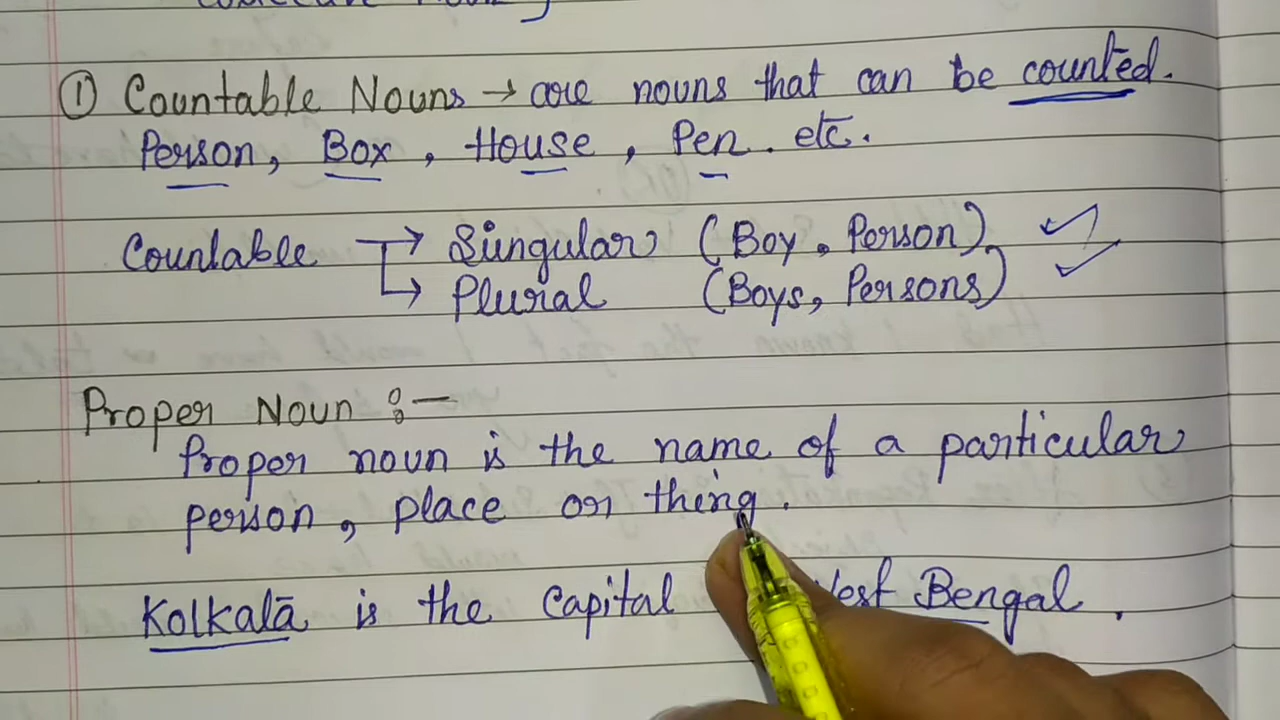 ① Countable Nouns → are nouns that can be counted.
Person, Box, House, Pen. etc.
Countable → Singular (Boy, Person)
→ Plurial (Boys, Persons)
Proper Noun :—
Proper noun is the name of a particular
person, place or thing.
Kolkata is the capital West Bengal.